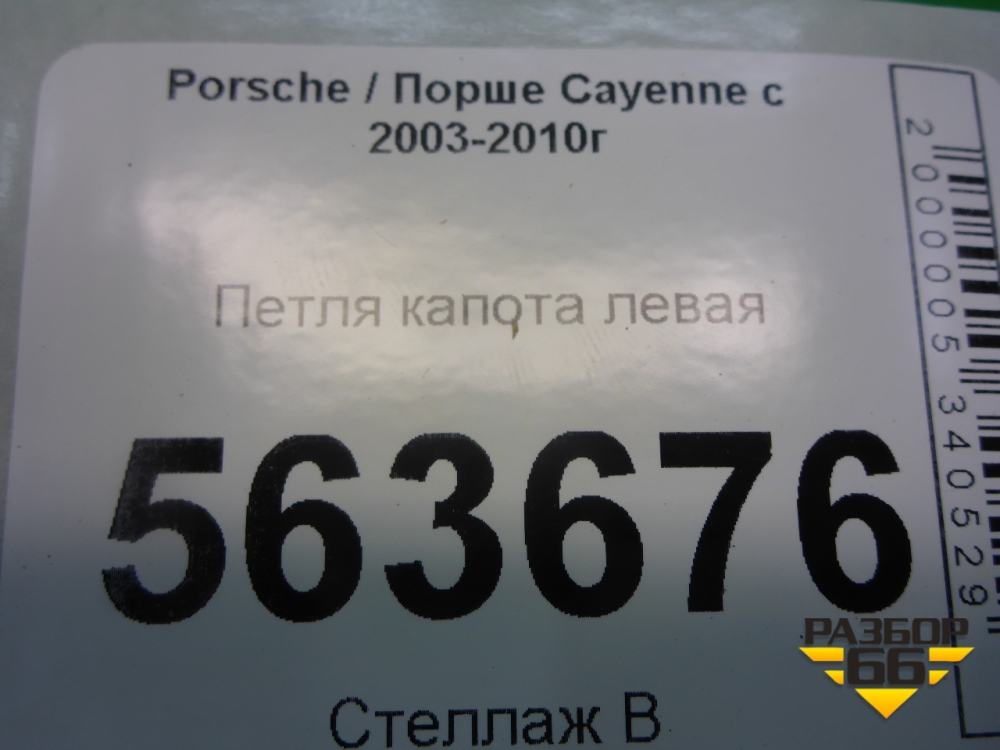 Porsche / Порше Cayenne с
2003-2010г
Петля капота левая
563676
Стеллаж В
2000005340529
РАЗБОР
66